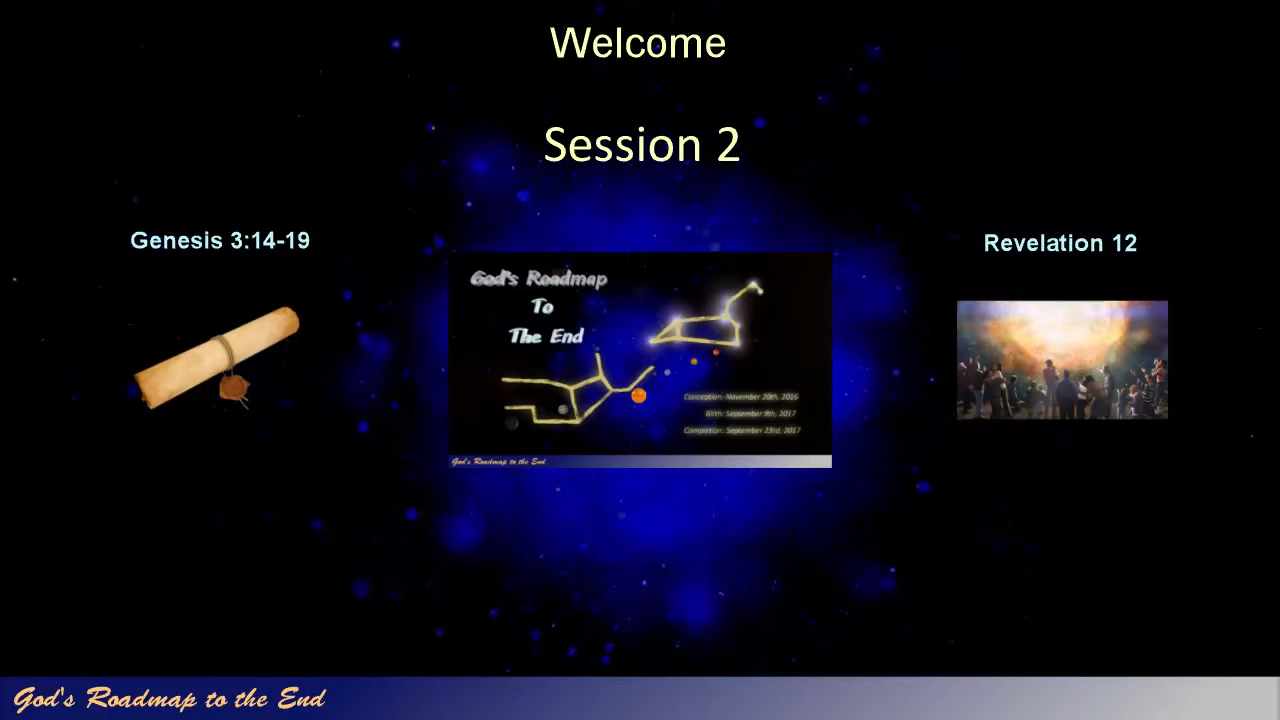 Welcome
Session 2
Genesis 3:14-19
Revelation 12
God's Roadmap
To
The End
Conception: November 20th, 2016
Birth: September 9th, 2017
Completion: September 23rd, 2017
God's Roadmap to the End
God's Roadmap to the End